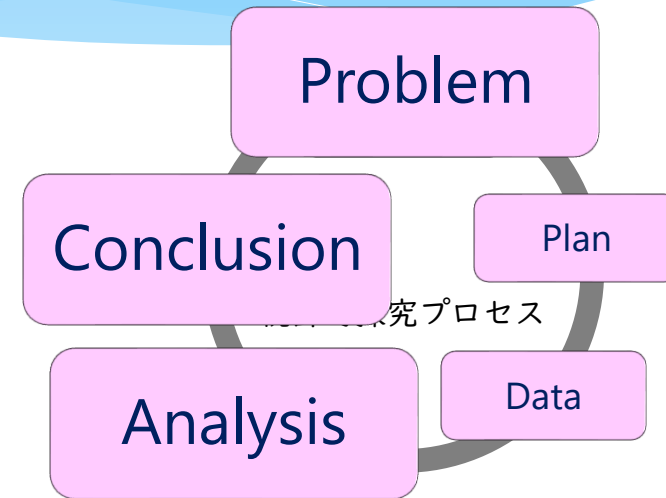 Problem
Conclusion
Plan
究プロセス
Analysis
Data